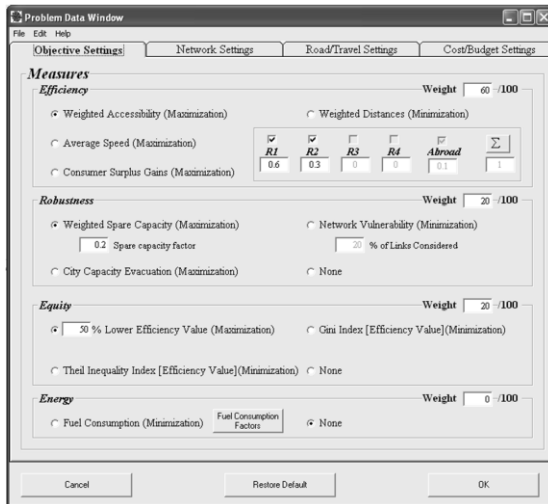 Problem Data Window
File Edit Help
Objective Settings Network Settings Road/Travel Settings Cost/Budget Settings
Measures
Efficiency Weight 60 /100
Weighted Accessibility (Maximization) Weighted Distances (Minimization)
Average Speed (Maximization)
R1 R2 R3 R4 Abroad Σ
0.6 0.3 0 0 0.1 1
Consumer Surplus Gains (Maximization)
Robustness Weight 20 /100
Weighted Spare Capacity (Maximization) Network Vulnerability (Minimization)
0.2 Spare capacity factor 20 % of Links Considered
City Capacity Evacuation (Maximization) None
Equity Weight 20 /100
50 % Lower Efficiency Value (Maximization) Gini Index [Efficiency Value](Minimization)
Theil Inequality Index [Efficiency Value](Minimization) None
Energy Weight 0 /100
Fuel Consumption (Minimization) Fuel Consumption Factors None
Cancel Restore Default OK